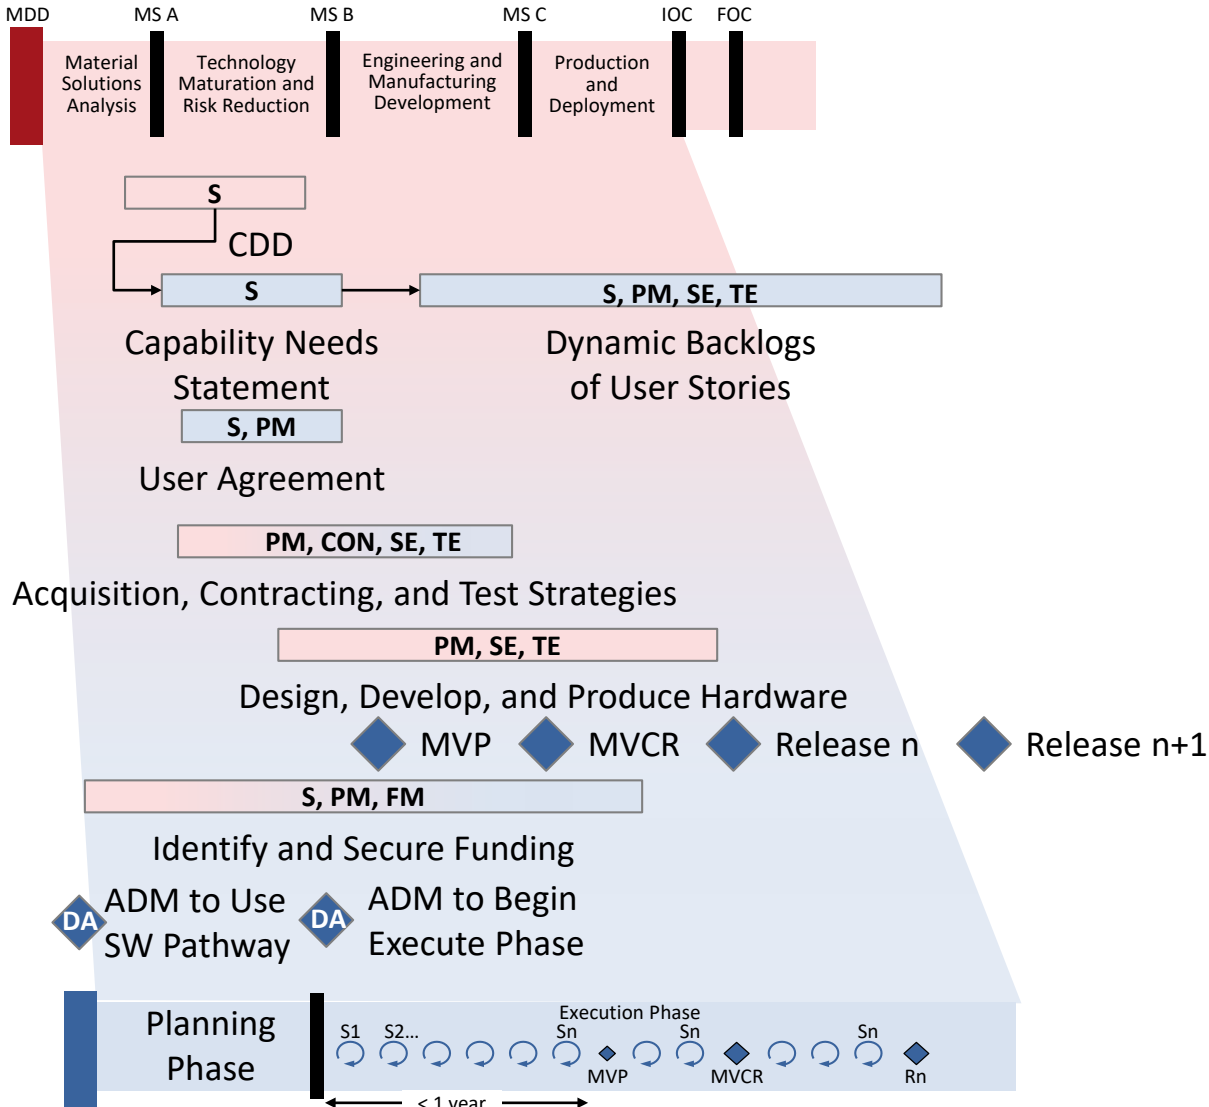 MDD MS A MS B MS C IOC FOC
Material
Solutions
Analysis
Technology
Maturation and
Risk Reduction
Engineering and
Manufacturing
Development
Production
and
Deployment
S
CDD
S
S, PM, SE, TE
Capability Needs
Statement
Dynamic Backlogs
of User Stories
S, PM
User Agreement
PM, CON, SE, TE
Acquisition, Contracting, and Test Strategies
PM, SE, TE
Design, Develop, and Produce Hardware
MVP MVCR Release n Release n+1
S, PM, FM
Identify and Secure Funding
DA
ADM to Use
SW Pathway
DA
ADM to Begin
Execute Phase
Planning
Phase
Execution Phase
S1 S2... Sn Sn Sn
MVP MVCR Rn
< 1 year